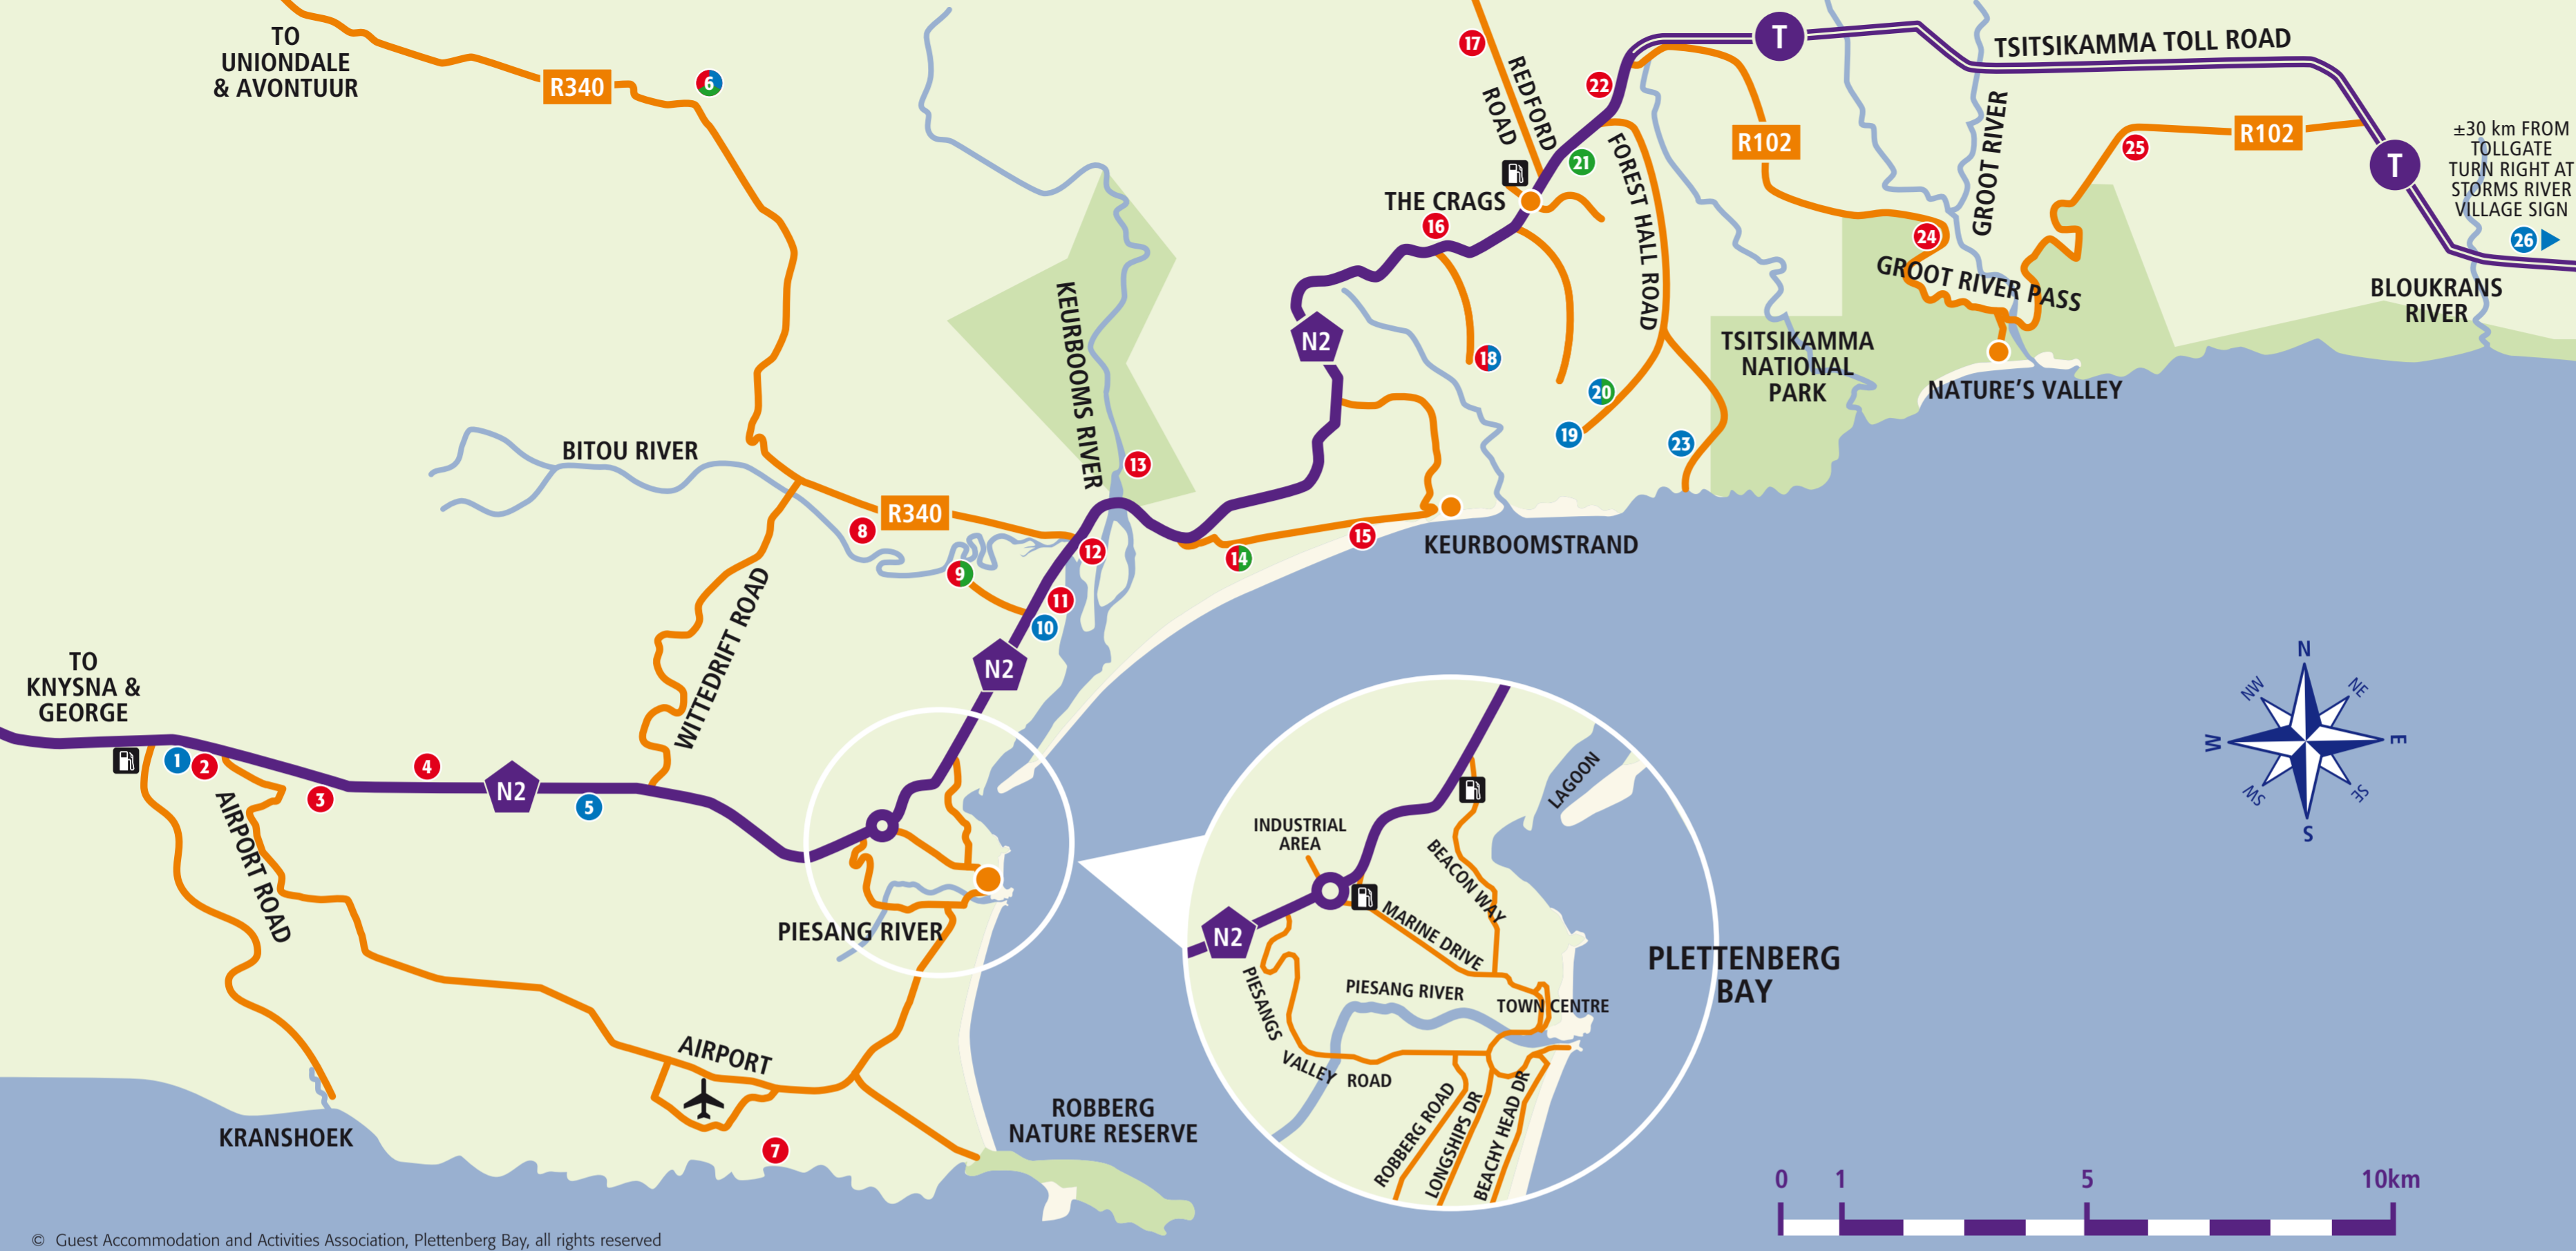 TO
UNIONDALE
& AVONTUUR
R340
6
17
REDFORD
ROAD
22
T
TSITSIKAMMA TOLL ROAD
R102
GROOT RIVER
25
R102
T
±30 km FROM
TOLLGATE
TURN RIGHT AT
STORMS RIVER
VILLAGE SIGN
26
21
FOREST HALL ROAD
THE CRAGS
16
24
GROOT RIVER PASS
BLOUKRANS
RIVER
KEURBOOMS RIVER
N2
18
TSITSIKAMMA
NATIONAL
PARK
NATURE'S VALLEY
20
19
23
BITOU RIVER
13
R340
8
12
14
15
KEURBOOMSTRAND
9
11
10
WITTEDRIFT ROAD
N2
TO
KNYSNA &
GEORGE
1
2
3
4
N2
5
AIRPORT ROAD
PIESANG RIVER
AIRPORT
7
KRANSHOEK
ROBBERG
NATURE RESERVE
LAGOON
INDUSTRIAL
AREA
BEACON WAY
N2
MARINE DRIVE
PIESANG RIVER
TOWN CENTRE
PIESANGS
VALLEY
ROAD
ROBBERG ROAD
LONGSHIPS DR
BEACHY HEAD DR
PLETTENBERG
BAY
N
NW
NE
W
E
SW
SE
S
0
1
5
10km
© Guest Accommodation and Activities Association, Plettenberg Bay, all rights reserved